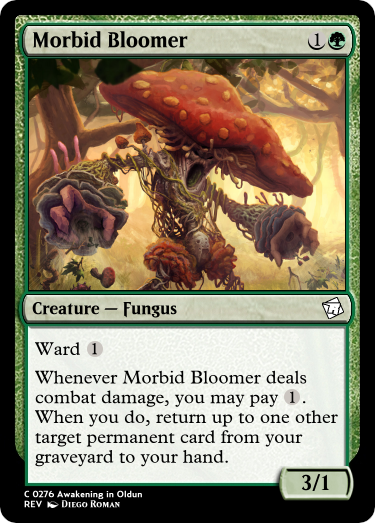 Morbid Bloomer 1
Creature — Fungus
Ward 1
Whenever Morbid Bloomer deals
combat damage, you may pay 1.
When you do, return up to one other
target permanent card from your
graveyard to your hand.
3/1
C 0276 Awakening in Oldun
REV Diego Roman